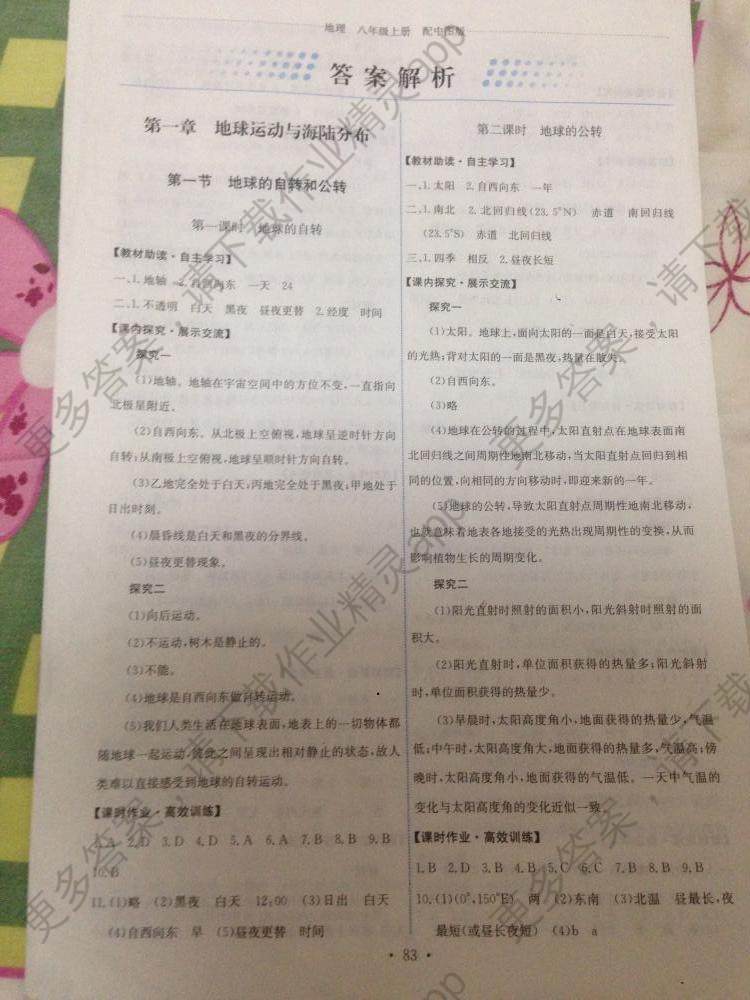 地理 八年级上册 配中图版
答案解析
第一章 地球运动与海陆分布
第一节 地球的自转和公转
第一课时 地球的自转
【教材助读·自主学习】
一、1.地轴 2.自西向东 一天 24
二、1.不透明 白天 黑夜 昼夜更替 2.经度 时间
【课内探究·展示交流】
探究一
(1)地轴。地轴在宇宙空间中的方位不变,一直指向
北极星附近。
(2)自西向东。从北极上空俯视,地球呈逆时针方向
自转;从南极上空俯视,地球呈顺时针方向自转。
(3)乙地完全处于白天;丙地完全处于黑夜;甲地处于
日出时刻。
(4)晨昏线是白天和黑夜的分界线。
(5)昼夜更替现象。
探究二
(1)向后运动。
(2)不运动,树木是静止的。
(3)不能。
(4)地球是自西向东做自转运动。
(5)我们人类生活在地球表面,地表上的一切物体都
随地球一起运动,彼此之间呈现出相对静止的状态,故人
类难以直接感受到地球的自转运动。
【课时作业·高效训练】
1.A 2.D 3.D 4.D 5.A 6.A 7.B 8.B 9.B
10.B
11.(1)略 (2)黑夜 白天 12:00 (3)日出 白天
(4)自西向东 早 (5)昼夜更替 时间
第二课时 地球的公转
【教材助读·自主学习】
一、1.太阳 2.自西向东 一年
二、1.南北 2.北回归线(23.5°N) 赤道 南回归线
(23.5°S) 赤道 北回归线
三、1.四季 相反 2.昼夜长短
【课内探究·展示交流】
探究一
(1)太阳。地球上,面向太阳的一面是白天,接受太阳
的光热;背对太阳的一面是黑夜,热量在散失。
(2)自西向东。
(3)略
(4)地球在公转的过程中,太阳直射点在地球表面南
北回归线之间周期性地南北移动,当太阳直射点回归到相
同的位置,向相同的方向移动时,即迎来新的一年。
(5)地球的公转,导致太阳直射点周期性地南北移动,
也就意味着地表各地接受的光热出现周期性的变换,从而
影响植物生长的周期变化。
探究二
(1)阳光直射时照射的面积小,阳光斜射时照射的面
积大。
(2)阳光直射时,单位面积获得的热量多;阳光斜射
时,单位面积获得的热量少。
(3)早晨时,太阳高度角小,地面获得的热量少,气温
低;中午时,太阳高度角大,地面获得的热量多,气温高;傍
晚时,太阳高度角小,地面获得的气温低。一天中气温的
变化与太阳高度角的变化近似一致。
【课时作业·高效训练】
1.B 2.D 3.B 4.B 5.C 6.C 7.B 8.B 9.B
10.(1)(0°,150°E) 两 (2)东南 (3)北温 昼最长,夜
最短(或昼长夜短) (4)b a
·83·
更多答案,请下载作业精灵app
更多答案,请下载作业精灵app